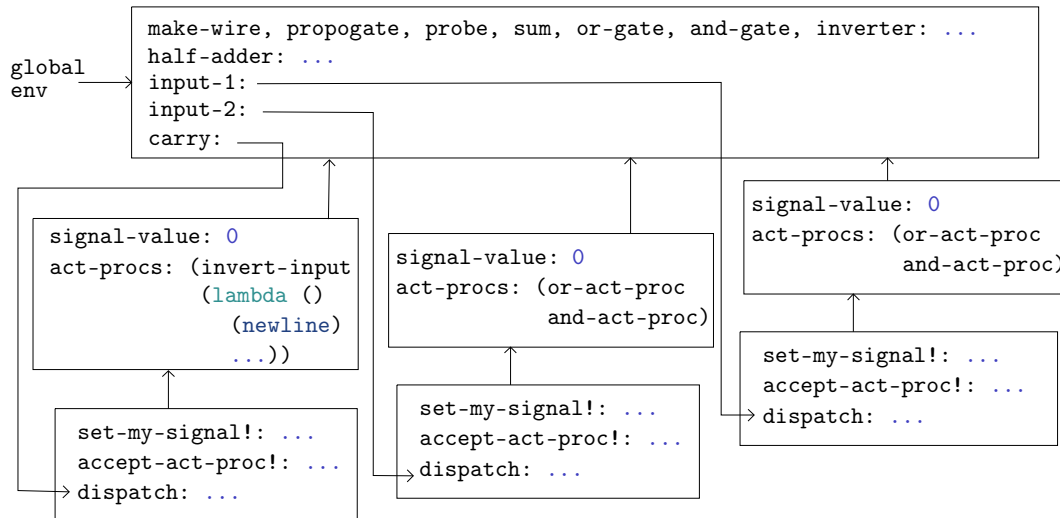 make-wire, propogate, probe, sum, or-gate, and-gate, inverter: ...
half-adder: ...
global
env
input-1:
input-2:
carry:
signal-value: 0
act-procs: (invert-input
(lambda ()
(newline)
...))
signal-value: 0
act-procs: (or-act-proc
and-act-proc)
signal-value: 0
act-procs: (or-act-proc
and-act-proc)
set-my-signal!: ...
accept-act-proc!: ...
dispatch: ...
set-my-signal!: ...
accept-act-proc!: ...
dispatch: ...
set-my-signal!: ...
accept-act-proc!: ...
dispatch: ...